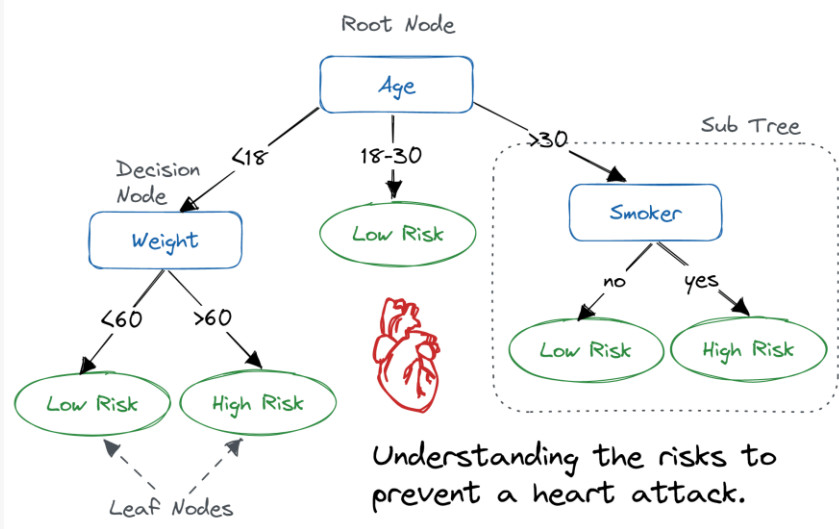 Root Node
Age
Sub Tree
<18
18-30
>30
Decision
Node
Weight
Low Risk
Smoker
<60
>60
no
yes
Low Risk
High Risk
Low Risk
High Risk
Leaf Nodes
Understanding the risks to
prevent a heart attack.